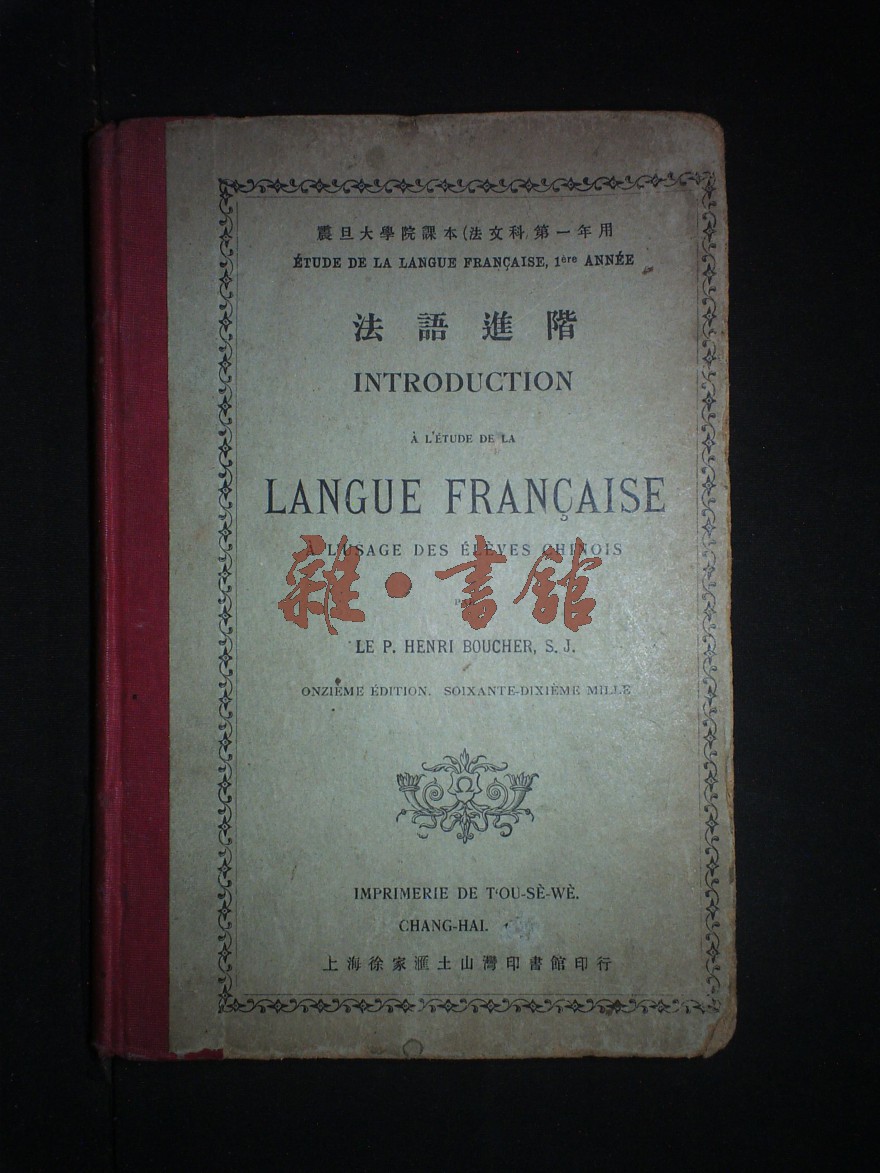 震旦大學院課本(法文科)第一年用
ÉTUDE DE LA LANGUE FRANÇAISE, 1ère ANNÉE
法語進階
INTRODUCTION
À L'ÉTUDE DE LA
LANGUE FRANÇAISE
À L'USAGE DES ÉLÈVES CHINOIS
雜·書館
PAR
LE P. HENRI BOUCHER, S. J.
ONZIÈME ÉDITION. SOIXANTE-DIXIÈME MILLE
IMPRIMERIE DE T'OU-SÈ-WÈ.
CHANG-HAI.
上海徐家滙土山灣印書館印行